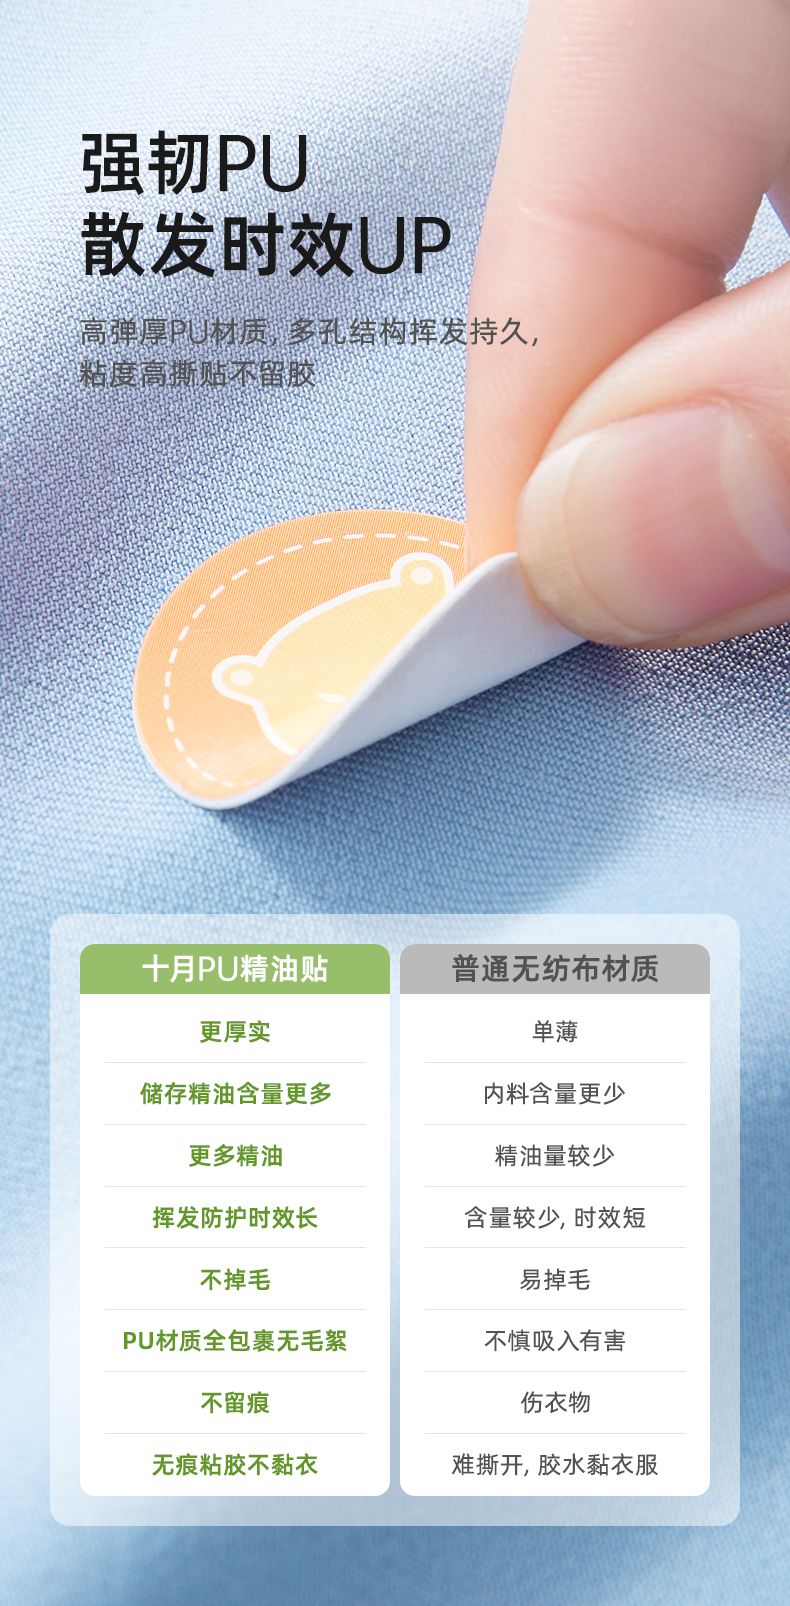 强韧PU
散发时效UP
高弹厚PU材质, 多孔结构挥发持久,
粘度高撕贴不留胶
十月PU精油贴 普通无纺布材质
更厚实 单薄
储存精油含量更多 内料含量更少
更多精油 精油量较少
挥发防护时效长 含量较少, 时效短
不掉毛 易掉毛
PU材质全包裹无毛絮 不慎吸入有害
不留痕 伤衣物
无痕粘胶不黏衣 难撕开, 胶水黏衣服